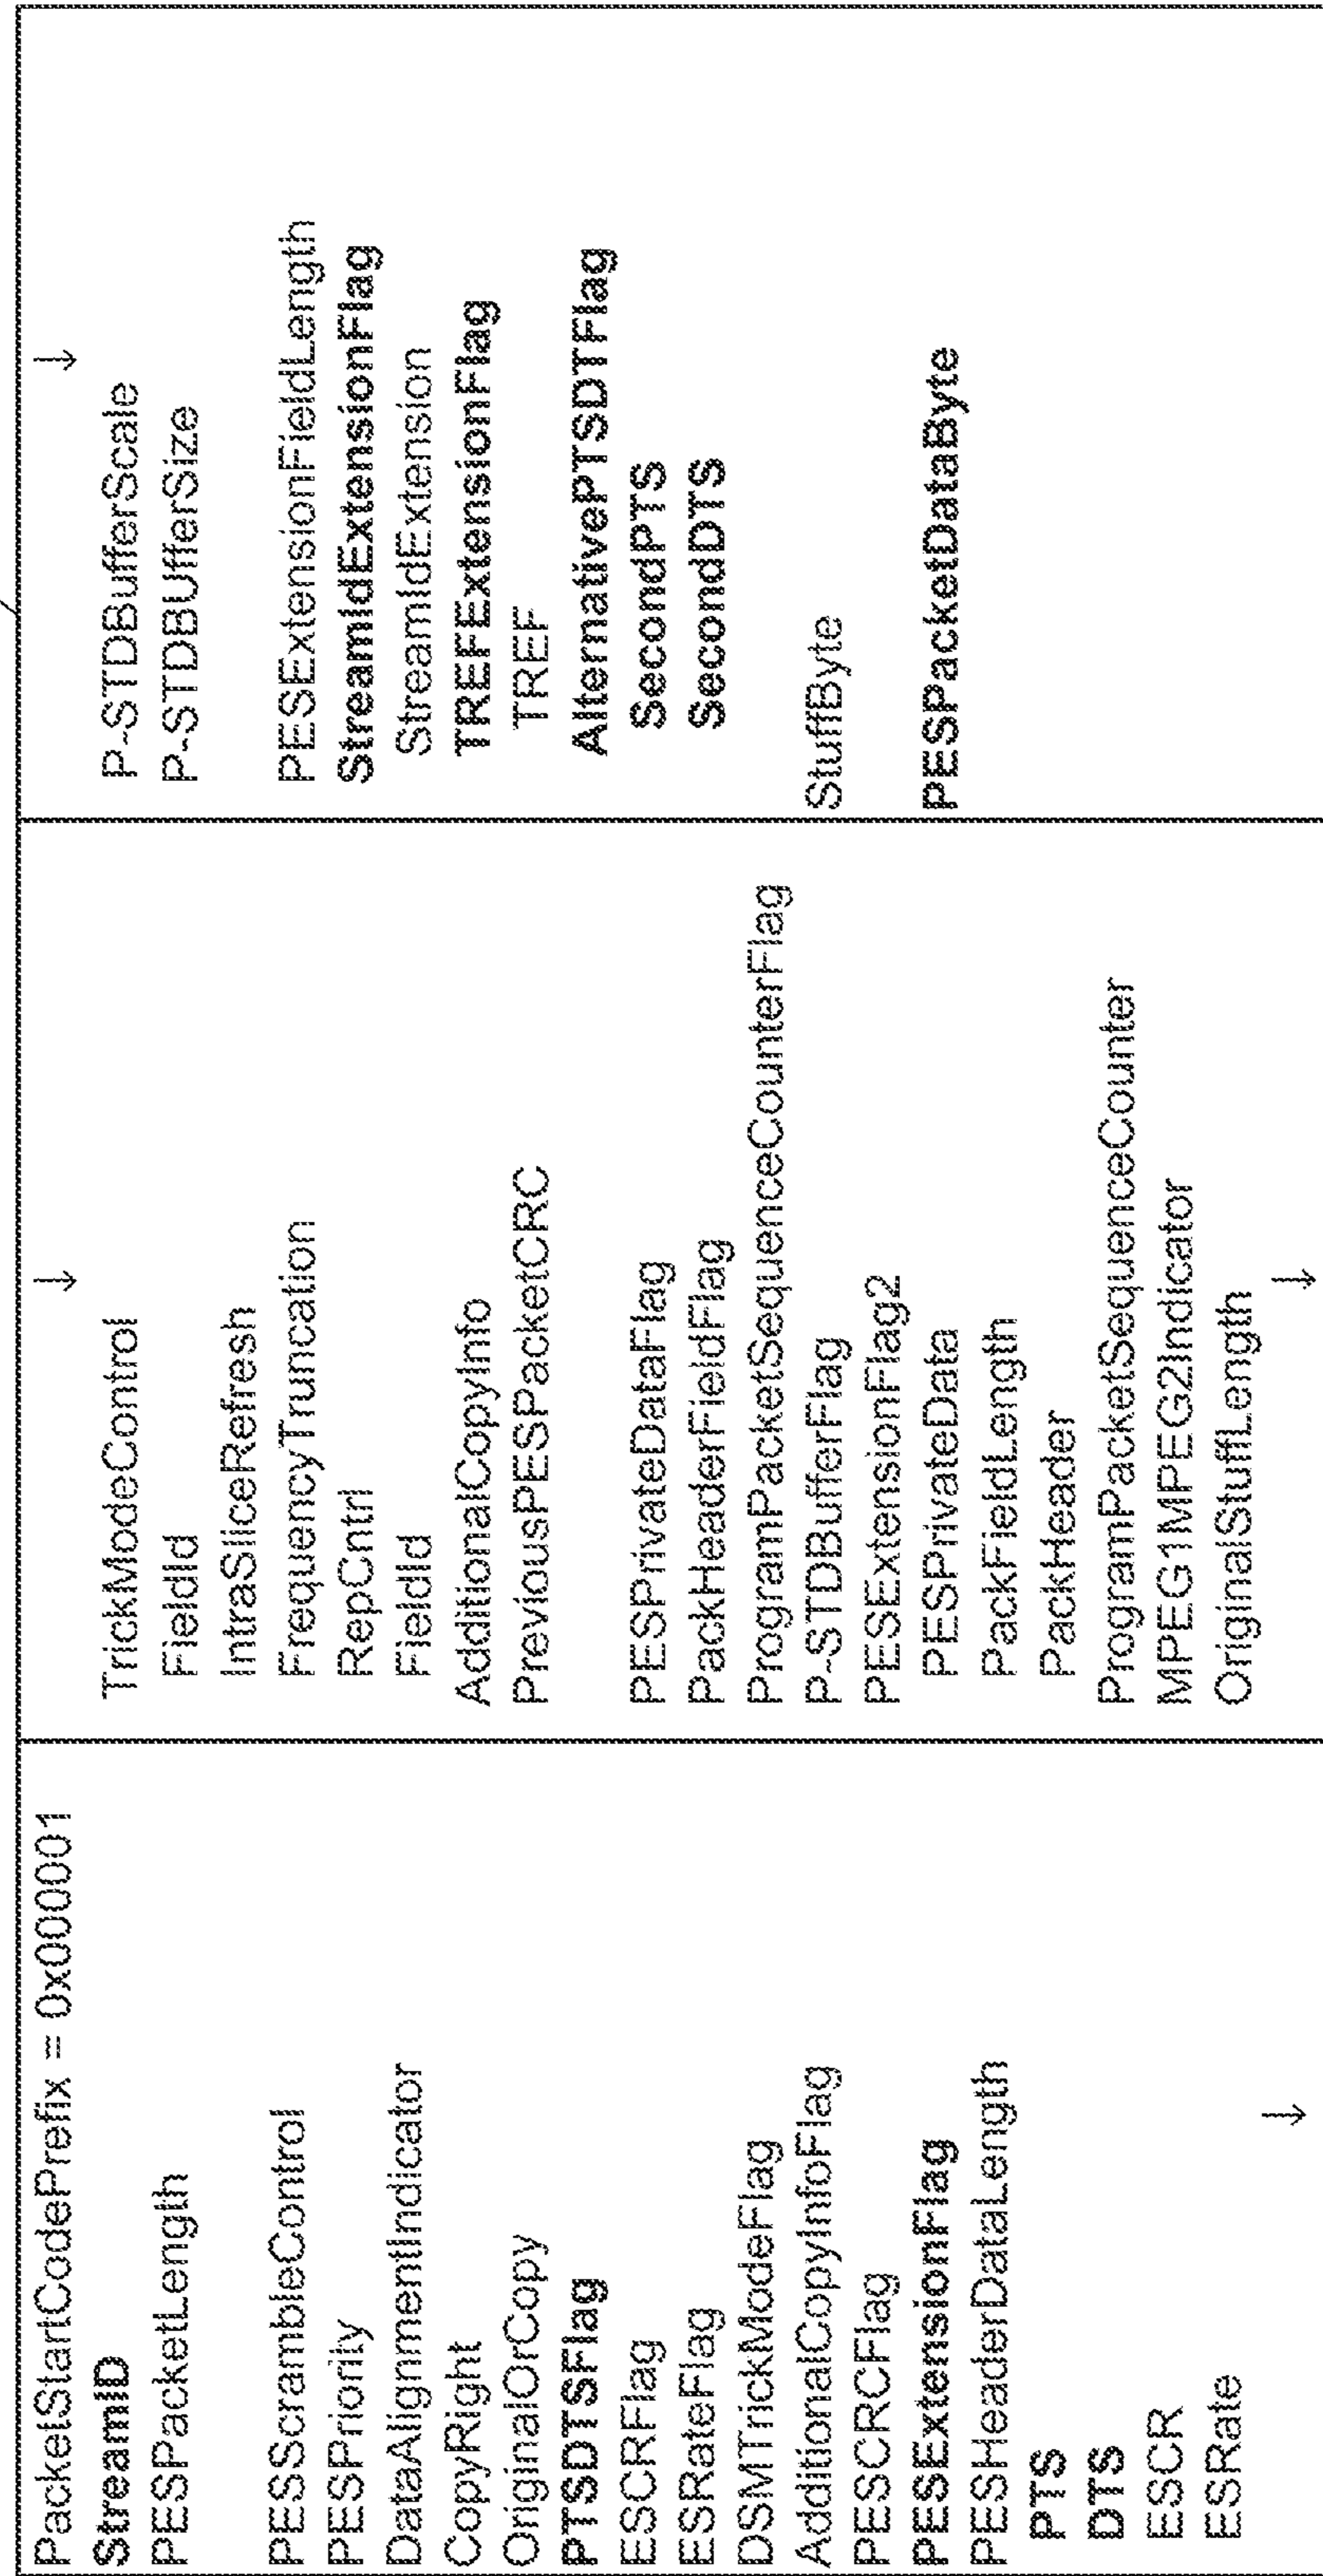 PacketStartCodePrefix = 0x000001
StreamID
PESPacketLength
PESScrambleControl
PESPriority
DataAlignmentIndicator
CopyRight
OriginalOrCopy
PTSDTSFlag
ESCRFlag
ESRateFlag
DSMTrickModeFlag
AdditionalCopyInfoFlag
PESCRCFlag
PESExtensionFlag
PESHeaderDataLength
PTS
DTS
ESCR
ESRate
↓
↓
TrickModeControl
FieldId
IntraSliceRefresh
FrequencyTruncation
RepCntrl
FieldId
AdditionalCopyInfo
PreviousPESPacketCRC
PESPrivateDataFlag
PackHeaderFieldFlag
ProgramPacketSequenceCounterFlag
P-STDBufferFlag
PESExtensionFlag2
PESPrivateData
PackFieldLength
PackHeader
ProgramPacketSequenceCounter
MPEG1MPEG2Indicator
OriginalStuffLength
↓
↓
P-STDBufferScale
P-STDBUfferSize
PESExtensionFieldLength
StreamIdExtensionFlag
StreamIdExtension
TREFExtensionFlag
TREF
AlternativePTSDTFlag
SecondPTS
SecondDTS
StuffByte
PESPacketDataByte